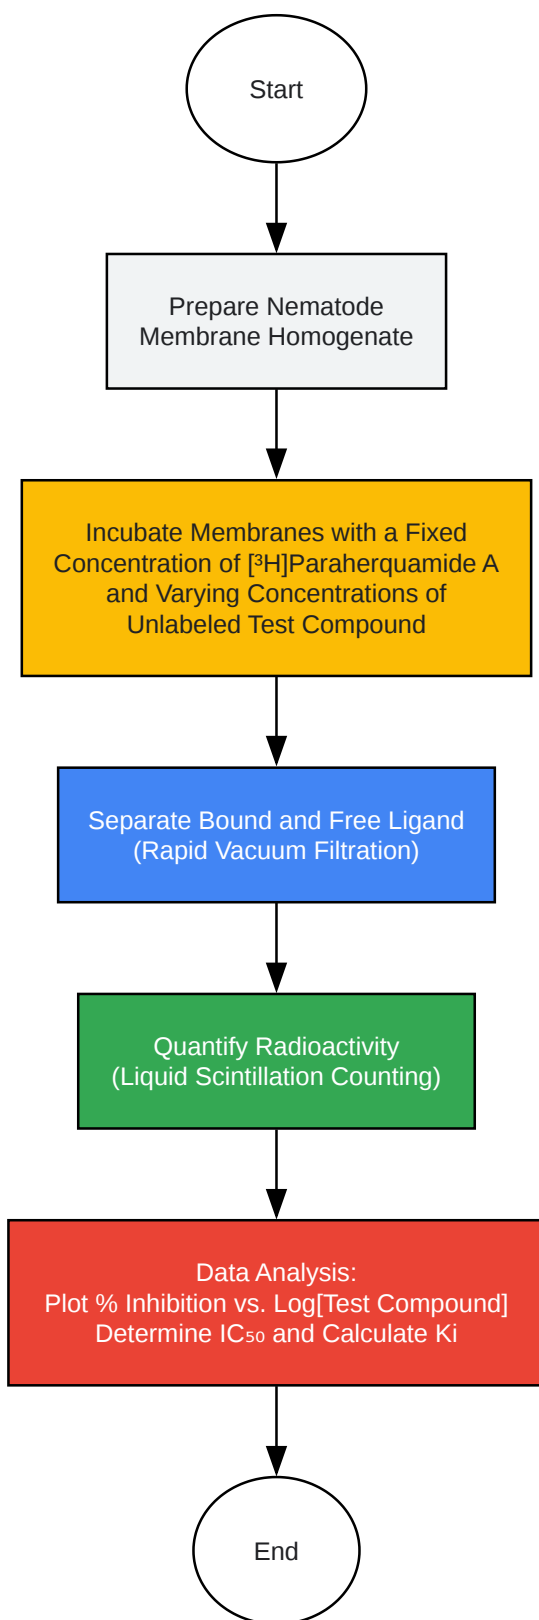 Start
Prepare Nematode
Membrane Homogenate
Incubate Membranes with a Fixed
Concentration of [³H]Paraherquamide A
and Varying Concentrations of
Unlabeled Test Compound
Separate Bound and Free Ligand
(Rapid Vacuum Filtration)
Quantify Radioactivity
(Liquid Scintillation Counting)
Data Analysis:
Plot % Inhibition vs. Log[Test Compound]
Determine IC₅₀ and Calculate Ki
End